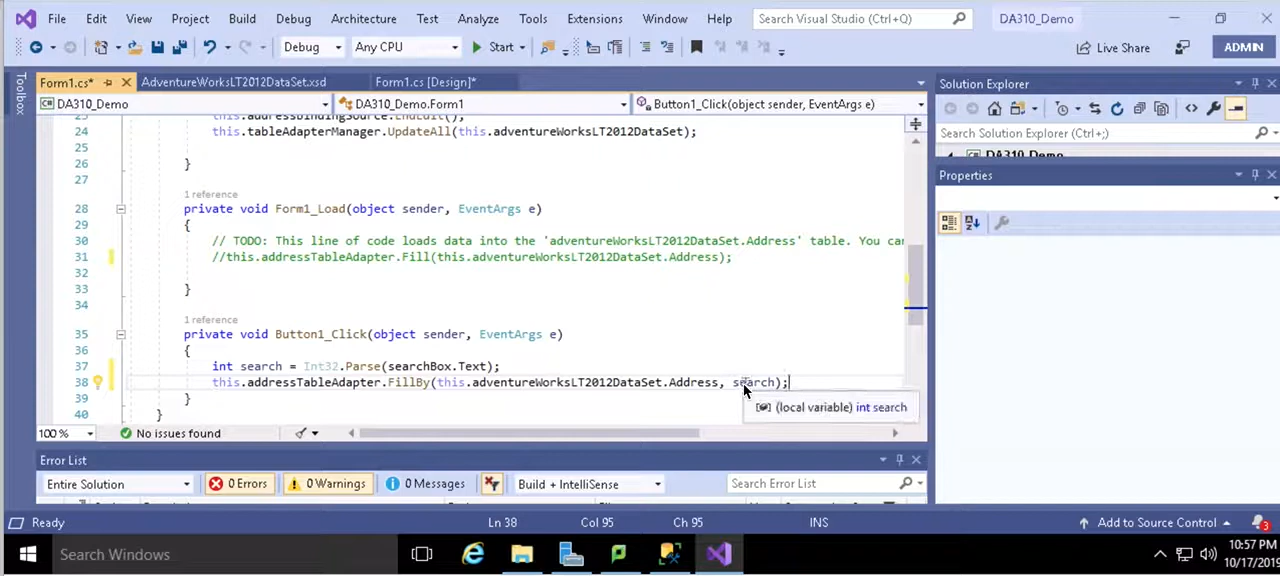 File Edit View Project Build Debug Architecture Test Analyze Tools Extensions Window Help Search Visual Studio (Ctrl+Q) DA310_Demo
Debug Any CPU Start Live Share ADMIN
Toolbox
Form1.cs* AdventureWorksLT2012DataSet.xsd Form1.cs [Design]*
DA310_Demo DA310_Demo.Form1 Button1_Click(object sender, EventArgs e)
24 this.tableAdapterManager.UpdateAll(this.adventureWorksLT2012DataSet);
25
26 }
27
1 reference
28 private void Form1_Load(object sender, EventArgs e)
29 {
30 // TODO: This line of code loads data into the 'adventureWorksLT2012DataSet.Address' table. You can
31 //this.addressTableAdapter.Fill(this.adventureWorksLT2012DataSet.Address);
32
33 }
34
1 reference
35 private void Button1_Click(object sender, EventArgs e)
36 {
37 int search = Int32.Parse(searchBox.Text);
38 this.addressTableAdapter.FillBy(this.adventureWorksLT2012DataSet.Address, search);
39 }
40 }
(local variable) int search
100 % No issues found
Error List
Entire Solution 0 Errors 0 Warnings 0 Messages Build + IntelliSense Search Error List
Solution Explorer
Search Solution Explorer (Ctrl+;)
DA310_Demo
Properties
Ready Ln 38 Col 95 Ch 95 INS Add to Source Control 3
Search Windows
10:57 PM